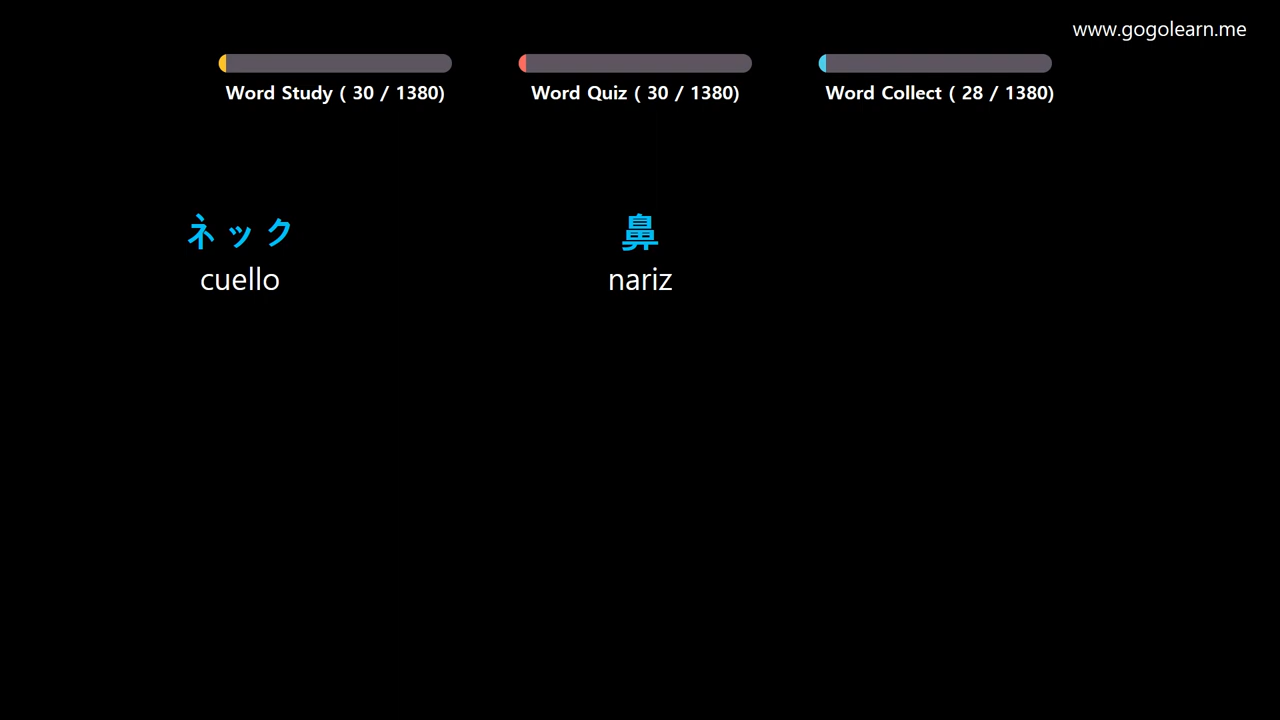 www.gogolearn.me
Word Study ( 30 / 1380)
Word Quiz ( 30 / 1380)
Word Collect ( 28 / 1380)
ネック
cuello
鼻
nariz